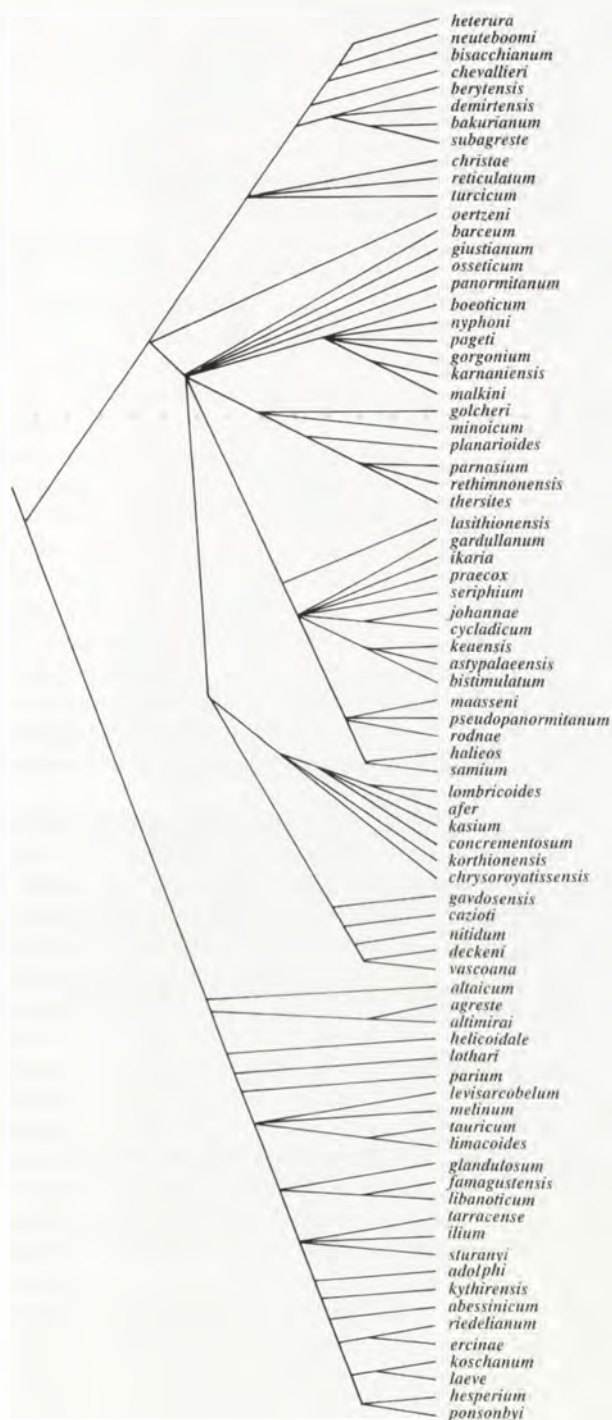 heterura
neuteboomi
bisacchianum
chevallieri
berytensis
demirtensis
bakurianum
subagreste
christae
reticulatum
turcicum
oertzeni
barceum
giustianum
osseticum
panormitanum
boeoticum
nyphoni
pageti
gorgonium
karnaniensis
malkini
golcheri
minoicum
planarioides
parnasium
rethimnonensis
thersites
lasithionensis
gardullanum
ikaria
praecox
seriphium
johannae
cycladicum
keaensis
astypalaeensis
bistimulatum
maasseni
pseudopanormitanum
rodnae
halieos
samium
lombricoides
afer
kasium
concrementosum
korthionensis
chrysoroyatissensis
gavdosensis
cazioti
nitidum
deckeni
vascoana
altaicum
agreste
altimirai
helicoidale
lothari
parium
levisarcobelum
melinum
tauricum
limacoides
glandulosum
famagustensis
libanoticum
tarracense
ilium
sturanyi
adolphi
kythirensis
abessinicum
riedelianum
ercinae
koschanum
laeve
hesperium
ponsonbyi